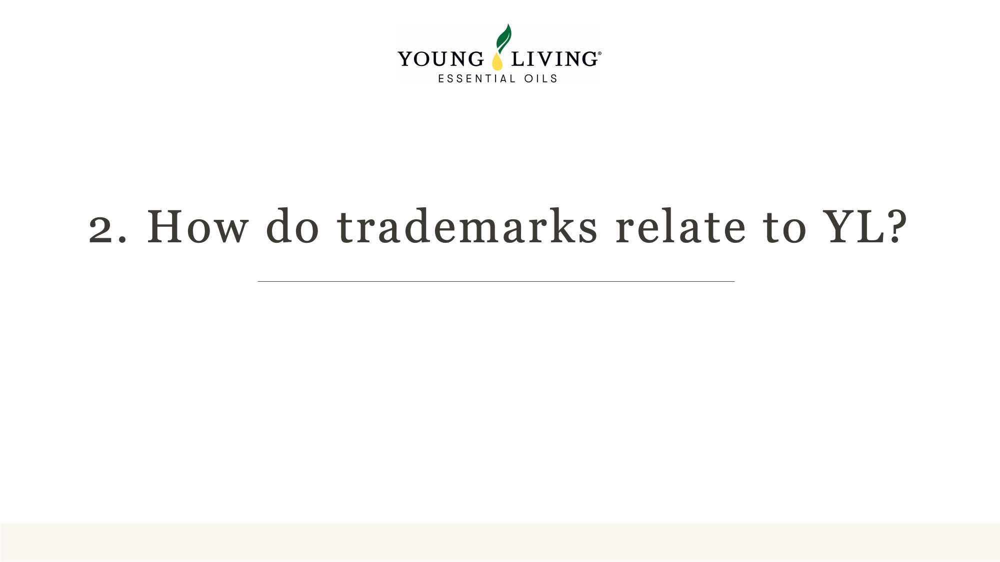 YOUNG LIVING®
ESSENTIAL OILS
2. How do trademarks relate to YL?